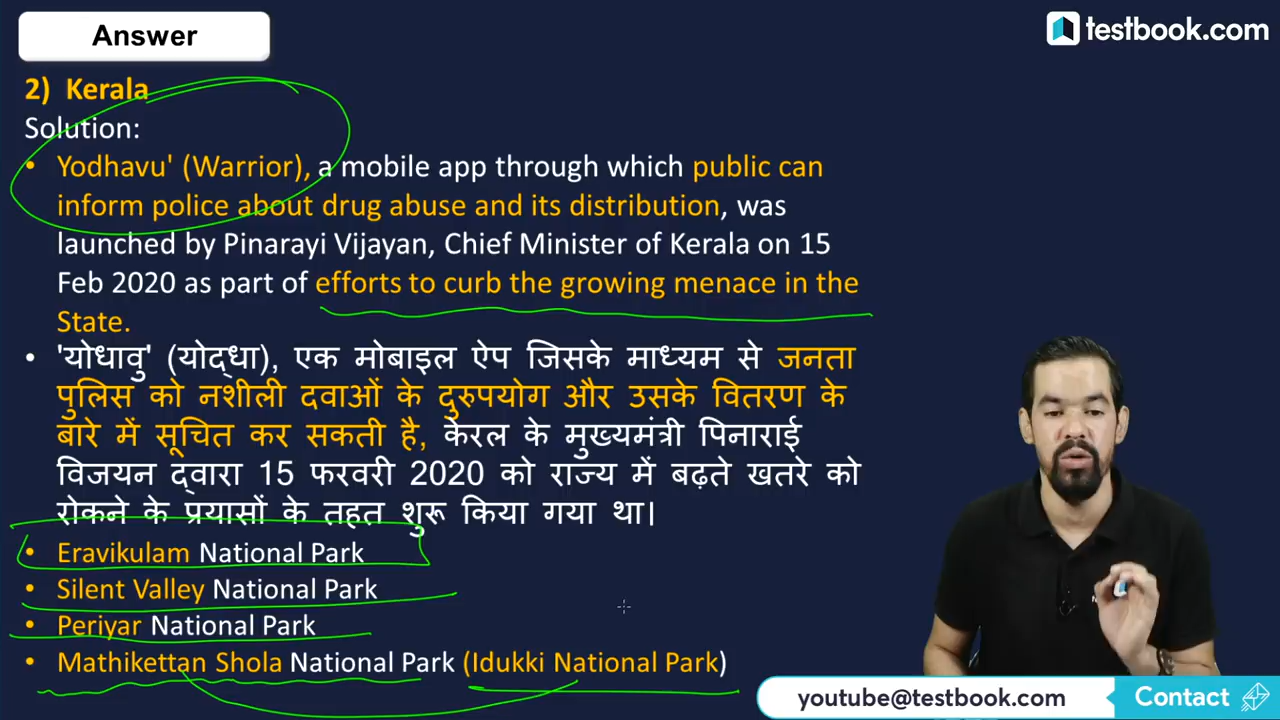 Answer
testbook.com
2) Kerala
Solution:
• Yodhavu' (Warrior), a mobile app through which public can
inform police about drug abuse and its distribution, was
launched by Pinarayi Vijayan, Chief Minister of Kerala on 15
Feb 2020 as part of efforts to curb the growing menace in the
State.
• 'योधावु' (योद्धा), एक मोबाइल ऐप जिसके माध्यम से जनता
पुलिस को नशीली दवाओं के दुरुपयोग और उसके वितरण के
बारे में सूचित कर सकती है, केरल के मुख्यमंत्री पिनाराई
विजयन द्वारा 15 फरवरी 2020 को राज्य में बढ़ते खतरे को
रोकने के प्रयासों के तहत शुरू किया गया था।
• Eravikulam National Park
• Silent Valley National Park
• Periyar National Park
• Mathikettan Shola National Park (Idukki National Park)
youtube@testbook.com
Contact